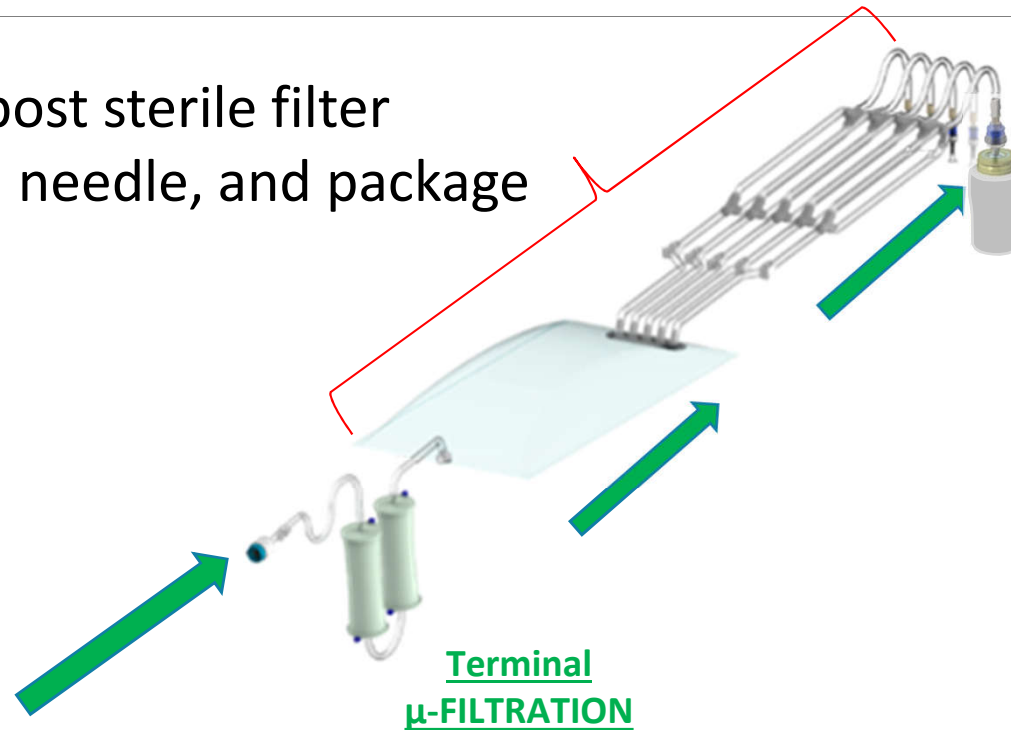 post sterile filter
needle, and package
Terminal
µ-FILTRATION